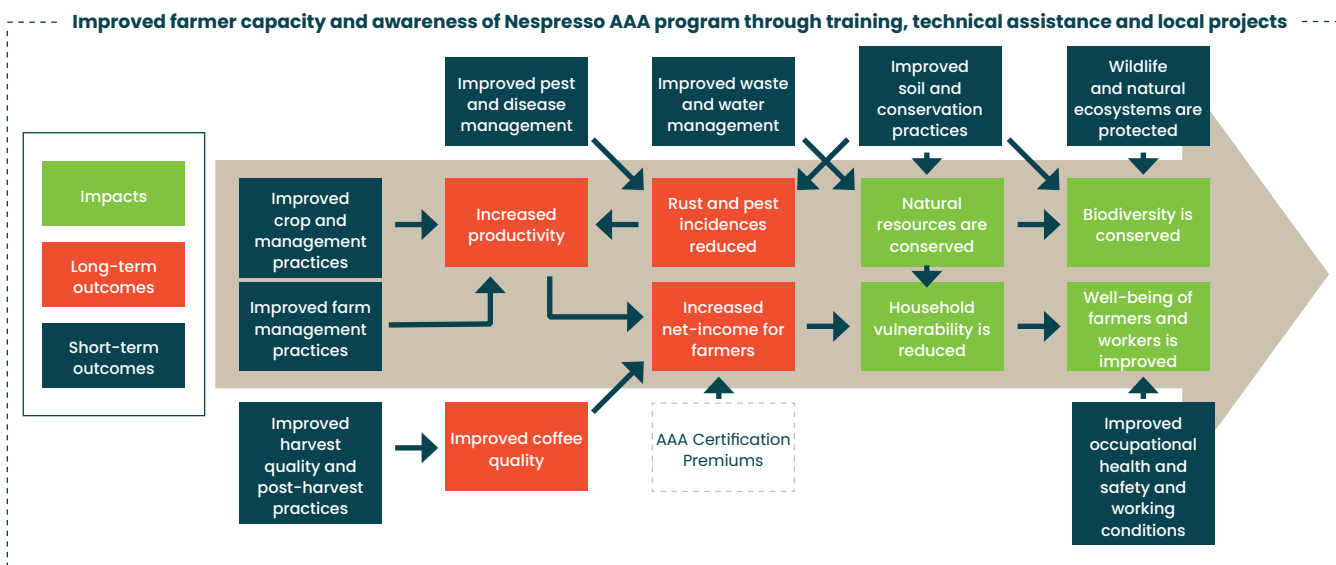 Improved farmer capacity and awareness of Nespresso AAA program through training, technical assistance and local projects
Impacts
Long-term
outcomes
Short-term
outcomes
Improved pest
and disease
management
Improved waste
and water
management
Improved
soil and
conservation
practices
Wildlife
and natural
ecosystems are
protected
Improved
crop and
management
practices
Increased
productivity
Rust and pest
incidences
reduced
Natural
resources are
conserved
Biodiversity is
conserved
Improved farm
management
practices
Increased
net-income for
farmers
Household
vulnerability is
reduced
Well-being of
farmers and
workers is
improved
Improved
harvest
quality and
post-harvest
practices
Improved coffee
quality
AAA Certification
Premiums
Improved
occupational
health and
safety and
working
conditions